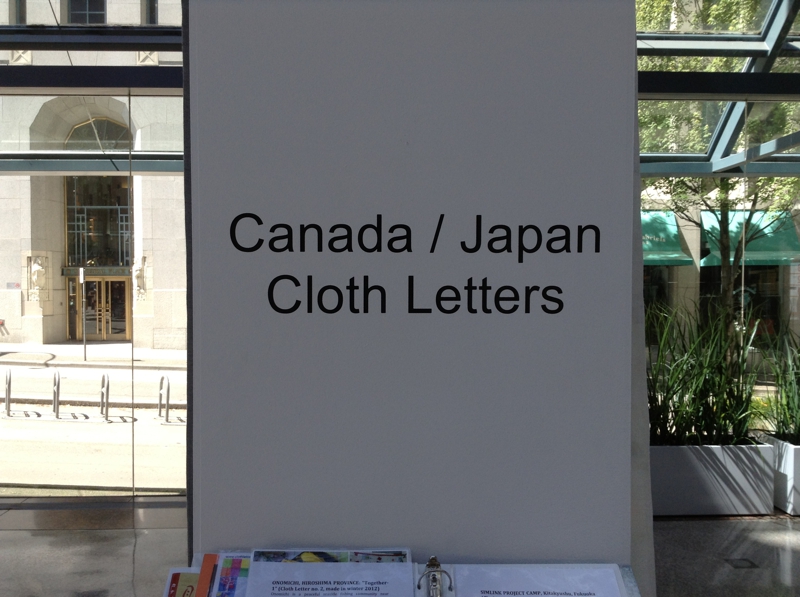 Canada / Japan
Cloth Letters
ONOMICHI, HIROSHIMA PROVINCE. "Together-
1" (Cloth Letter no. 2, made in winter 2012)
SIMLINK PROJECT CAMP, Kitakyushu, Fukuoka